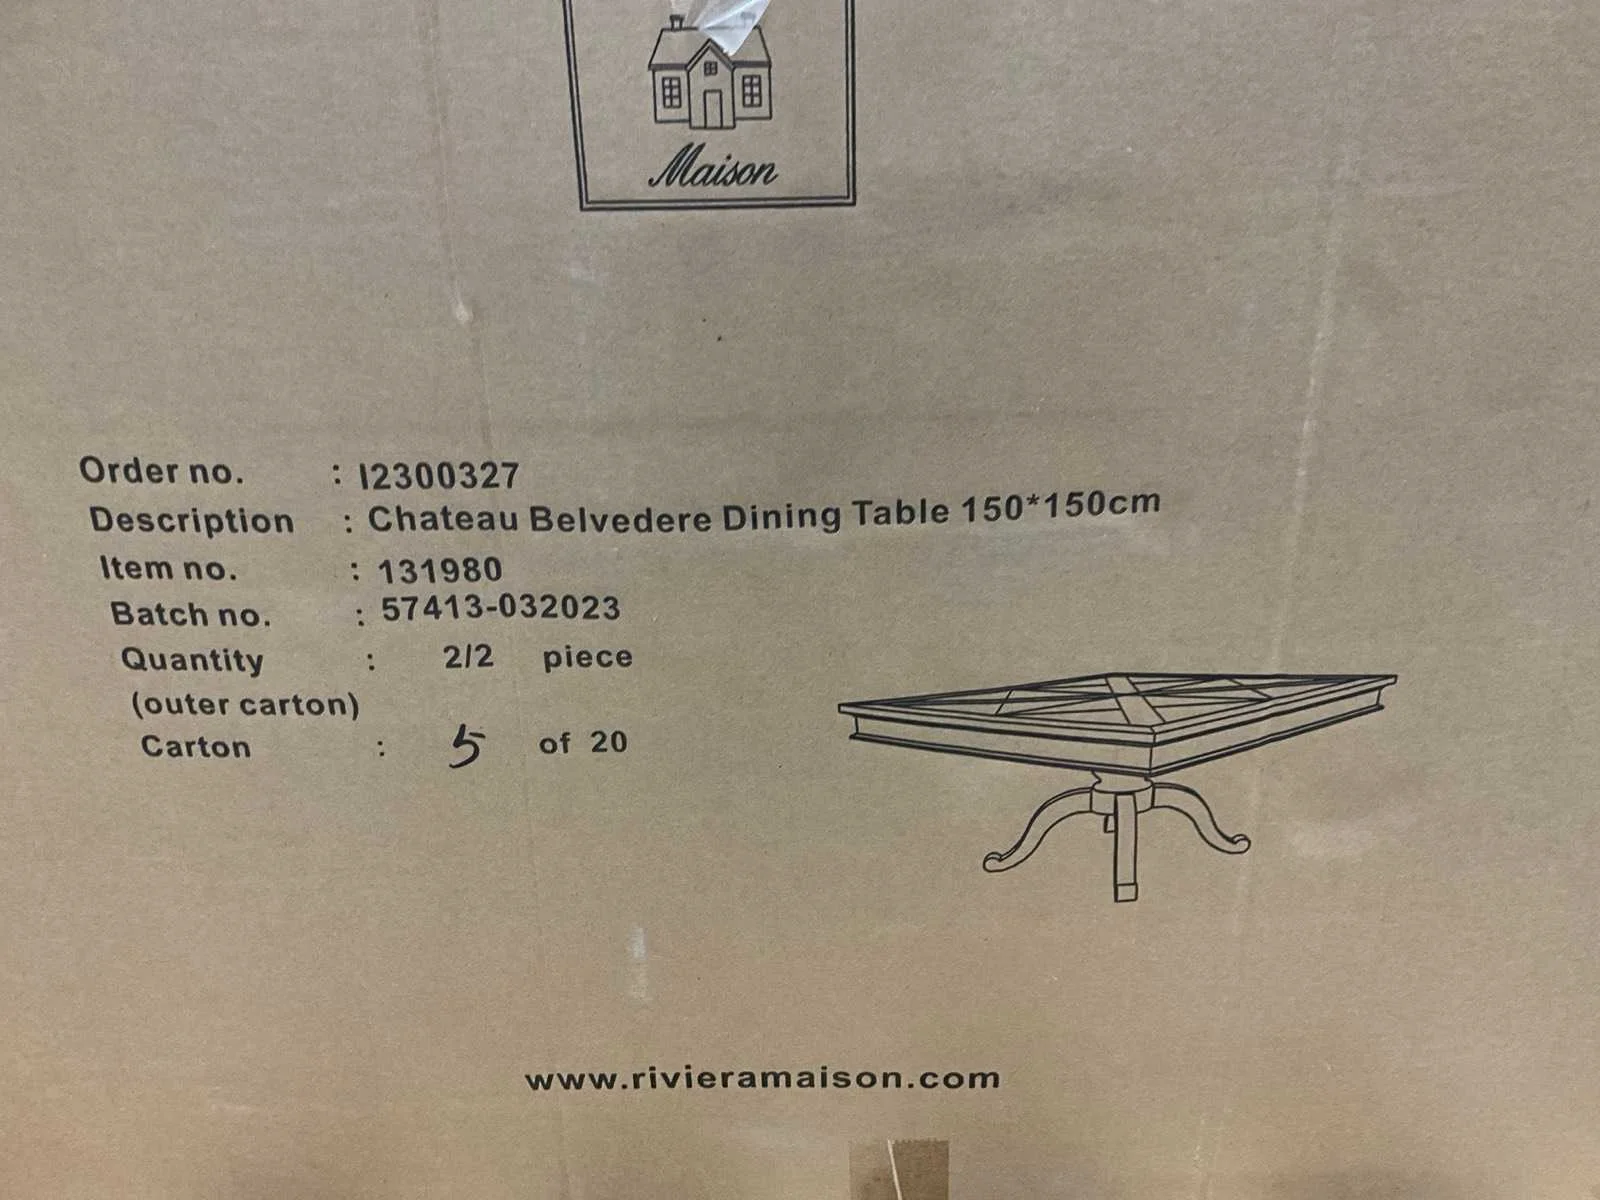 Maison
Order no. : I2300327
Description : Chateau Belvedere Dining Table 150*150cm
Item no. : 131980
Batch no. : 57413-032023
Quantity : 2/2 piece
(outer carton)
Carton : 5 of 20
www.rivieramaison.com